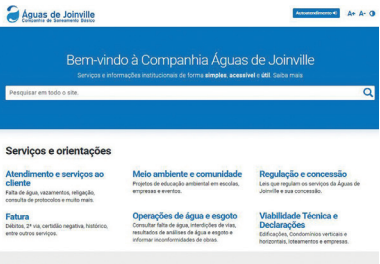 Águas de Joinville
Companhia de Saneamento Básico
Autoatendimento
A+ A-
Bem-vindo à Companhia Águas de Joinville
Serviços e informações institucionais de forma simples, acessível e útil. Saiba mais
Pesquisar em todo o site.
Serviços e orientações
Atendimento e serviços ao
cliente
Falta de água, vazamentos, religação,
consulta de protocolos e muito mais.
Meio ambiente e comunidade
Projetos de educação ambiental em escolas,
empresas e eventos.
Regulação e concessão
Leis que regulam os serviços da Águas de
Joinville e sua concessão.
Fatura
Débitos, 2ª via, certidão negativa, histórico,
entre outros serviços.
Operações de água e esgoto
Consultar falta de água, interdições de vias,
resultados de análises de água e esgoto e
informar inconformidades de obras.
Viabilidade Técnica e
Declarações
Edificações, Condomínios verticais e
horizontais, loteamentos e empresas.